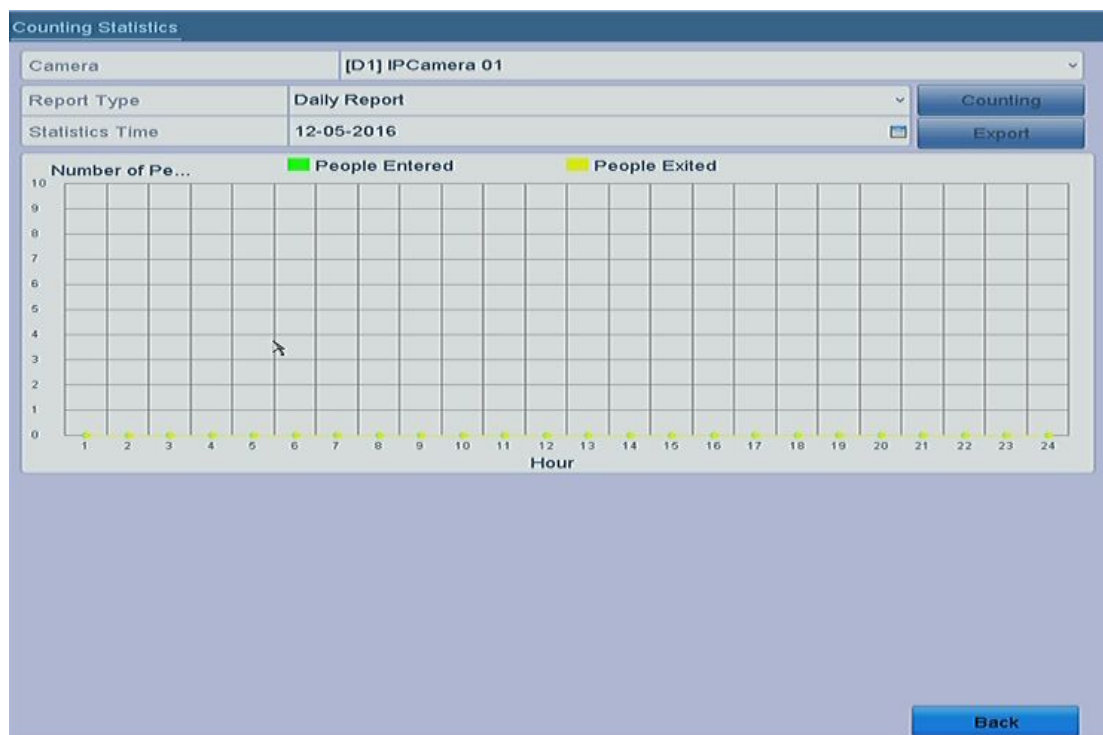 Counting Statistics
Camera [D1] IPCamera 01
Report Type Daily Report Counting
Statistics Time 12-05-2016 Export
Number of Pe... People Entered People Exited
10
9
8
7
6
5
4
3
2
1
0
1 2 3 4 5 6 7 8 9 10 11 12 13 14 15 16 17 18 19 20 21 22 23 24
Hour
Back